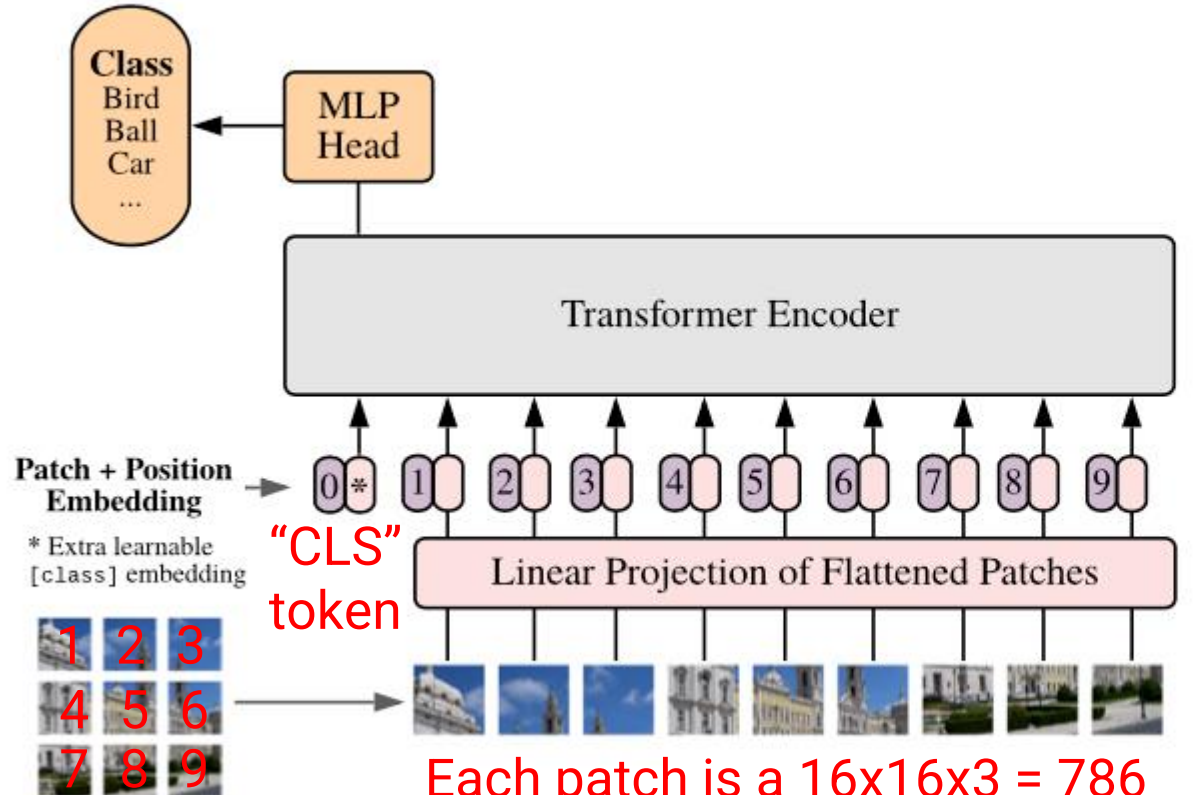 Class
Bird
Ball
Car
...
MLP
Head
Transformer Encoder
Patch + Position
Embedding
0 * 1 2 3 4 5 6 7 8 9
* Extra learnable
[class] embedding
“CLS”
token
Linear Projection of Flattened Patches
1 2 3
4 5 6
7 8 9
Each patch is a 16x16x3 = 786